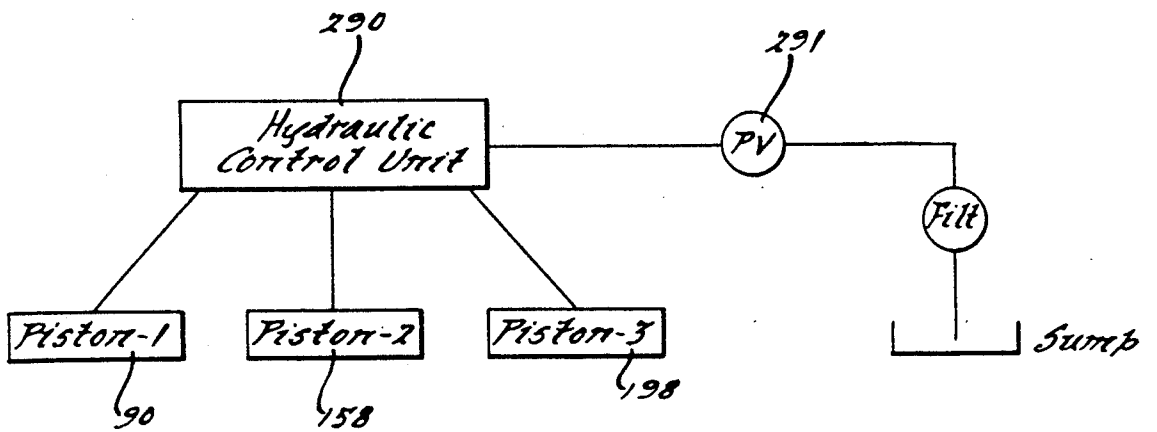 290
291
Hydraulic
Control Unit
PV
Filt
Piston-1
Piston-2
Piston-3
Sump
90
158
198